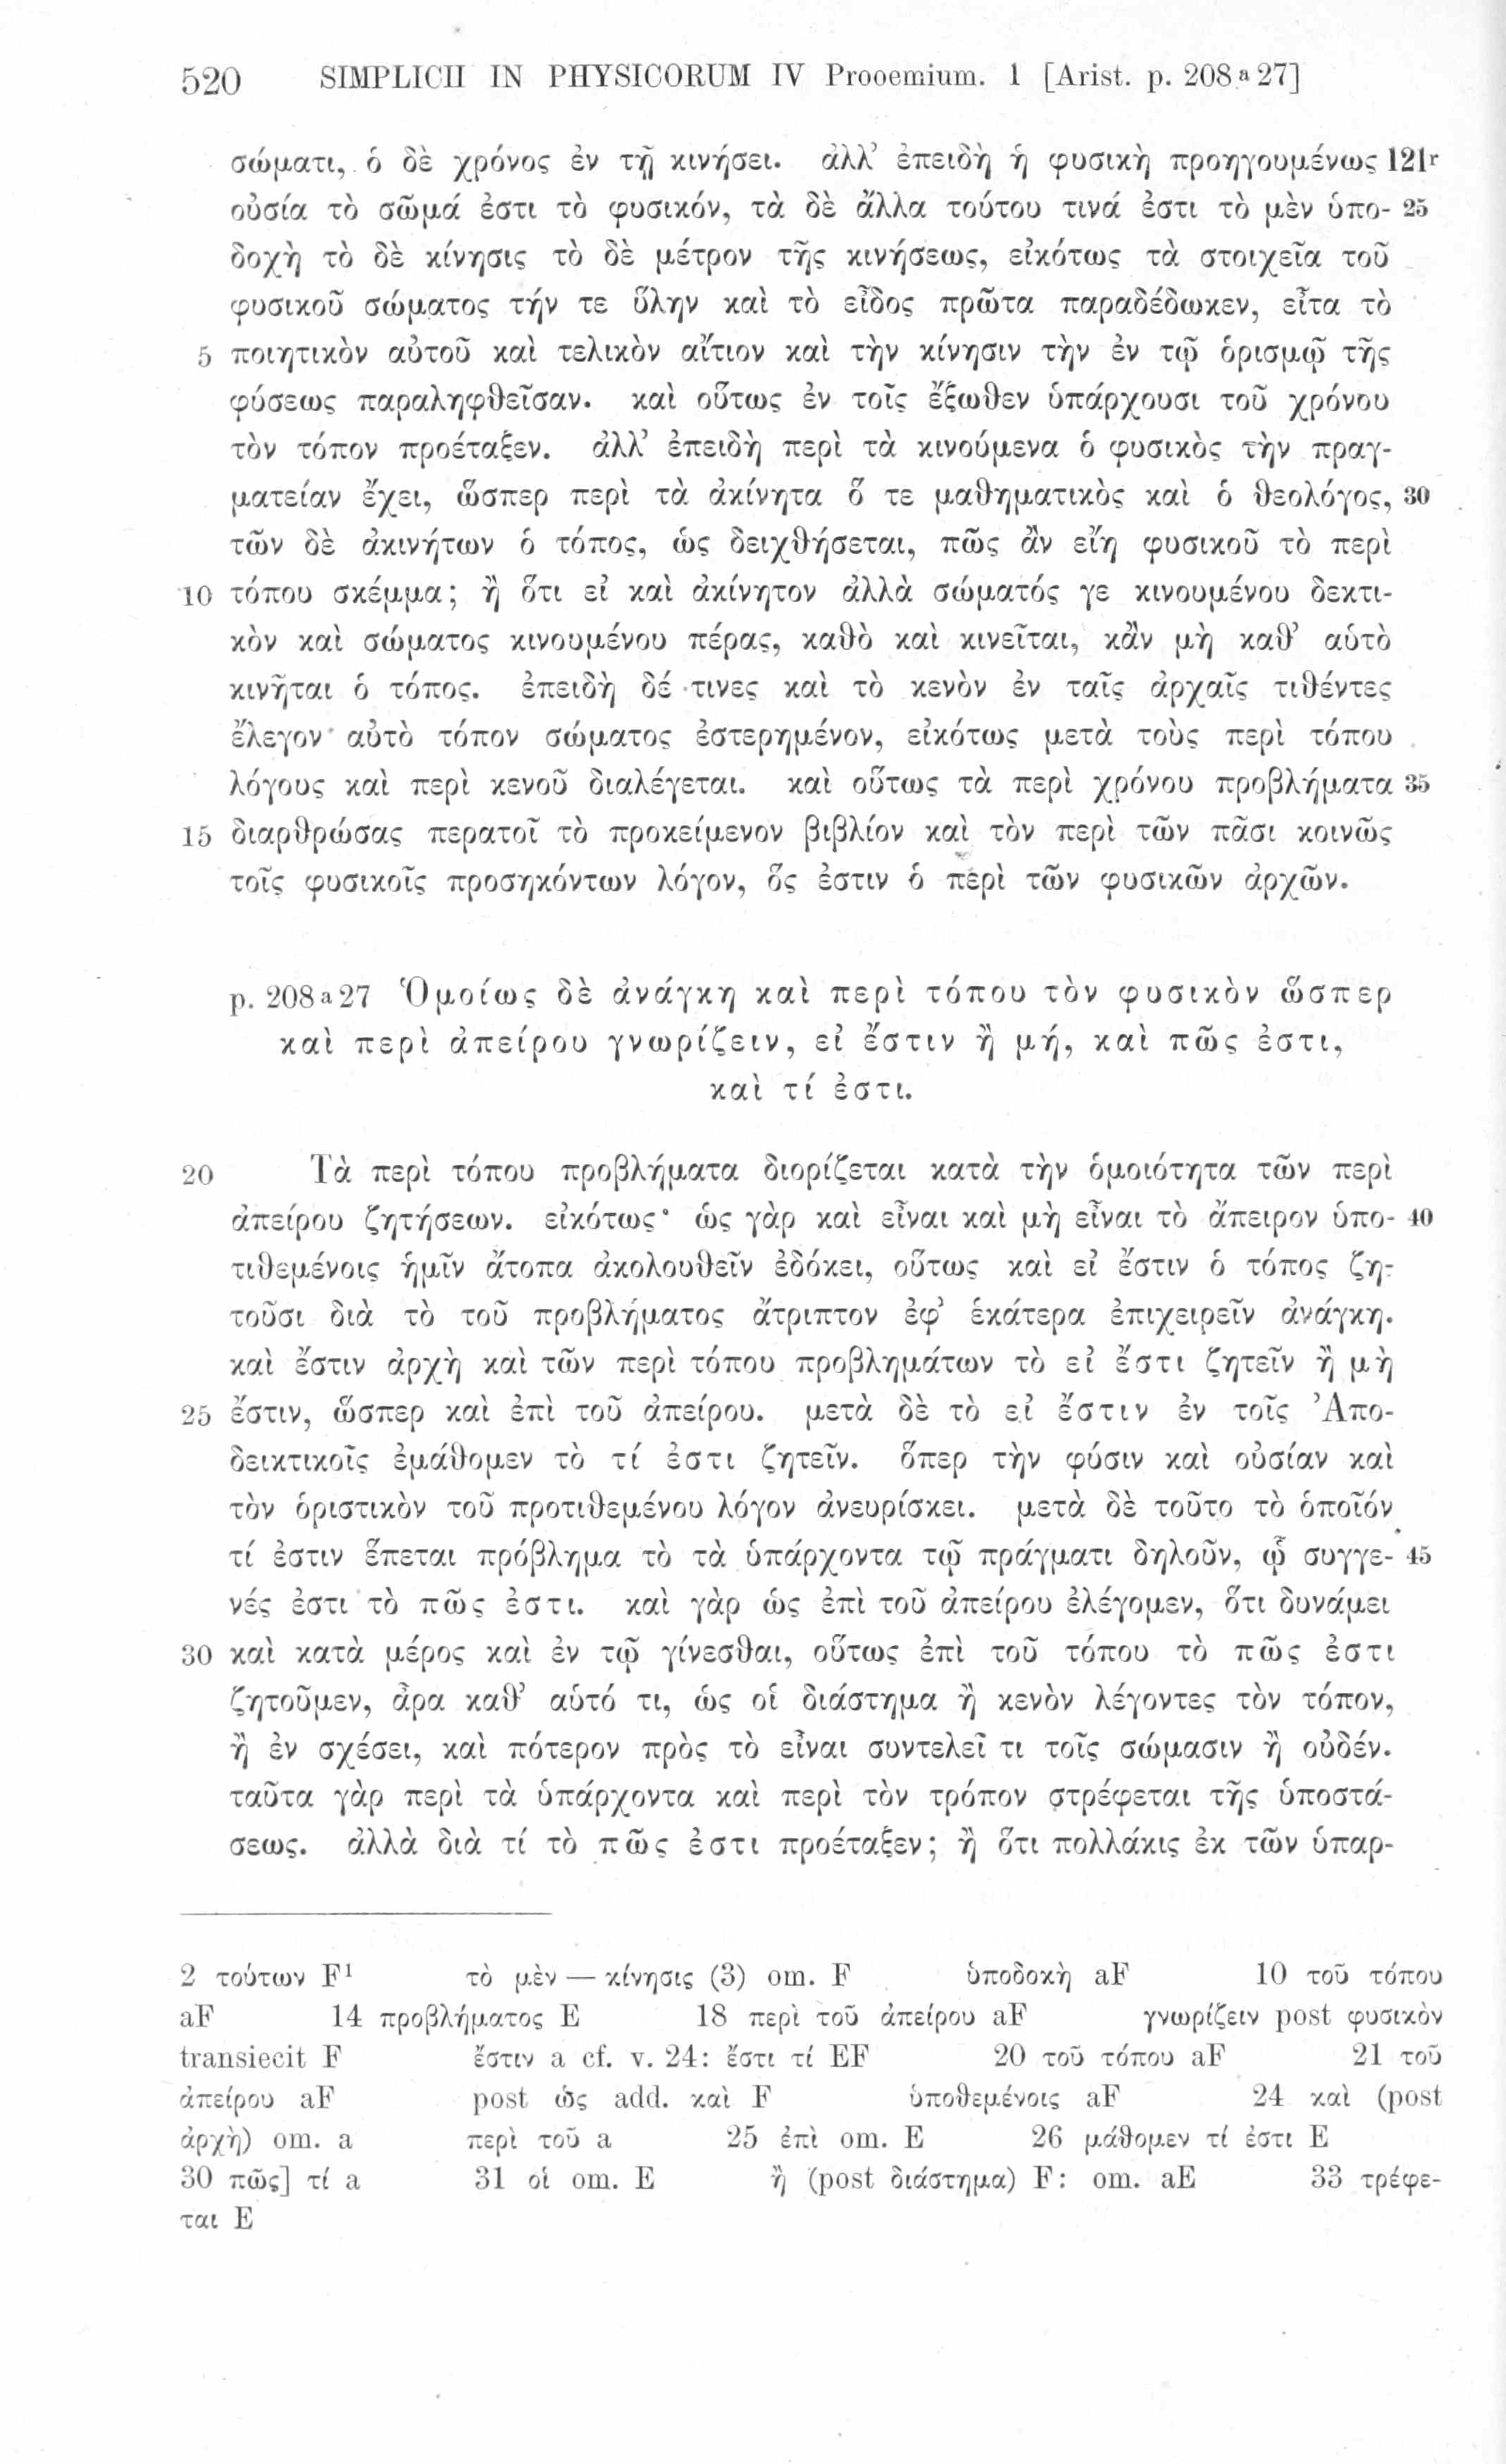 520 SIMPLICII IN PHYSICORUM IV Prooemium. 1 [Arist. p. 208 a 27]
σώματι, ὁ δὲ χρόνος ἐν τῇ κινήσει. ἀλλ’ ἐπειδὴ ἡ φυσικὴ προηγουμένως 121r
οὐσία τὸ σῶμά ἐστι τὸ φυσικόν, τὰ δὲ ἄλλα τούτου τινά ἐστι τὸ μὲν ὑπο- 25
δοχὴ τὸ δὲ κίνησις τὸ δὲ μέτρον τῆς κινήσεως, εἰκότως τὰ στοιχεῖα τοῦ
φυσικοῦ σώματος τήν τε ὕλην καὶ τὸ εἶδος πρῶτα παραδέδωκεν, εἶτα τὸ
5 ποιητικὸν αὐτοῦ καὶ τελικὸν αἴτιον καὶ τὴν κίνησιν τὴν ἐν τῷ ὁρισμῷ τῆς
φύσεως παραληφθεῖσαν. καὶ οὕτως ἐν τοῖς ἔξωθεν ὑπάρχουσι τοῦ χρόνου
τὸν τόπον προέταξεν. ἀλλ’ ἐπειδὴ περὶ τὰ κινούμενα ὁ φυσικὸς τὴν πραγ-
ματείαν ἔχει, ὥσπερ περὶ τὰ ἀκίνητα ὅ τε μαθηματικὸς καὶ ὁ θεολόγος, 30
τῶν δὲ ἀκινήτων ὁ τόπος, ὡς δειχθήσεται, πῶς ἂν εἴη φυσικοῦ τὸ περὶ
10 τόπου σκέμμα; ἢ ὅτι εἰ καὶ ἀκίνητον ἀλλὰ σώματός γε κινουμένου δεκτι-
κὸν καὶ σώματος κινουμένου πέρας, καθὸ καὶ κινεῖται, κἂν μὴ καθ’ αὑτὸ
κινῆται ὁ τόπος. ἐπειδὴ δέ τινες καὶ τὸ κενὸν ἐν ταῖς ἀρχαῖς τιθέντες
ἔλεγον αὐτὸ τόπον σώματος ἐστερημένον, εἰκότως μετὰ τοὺς περὶ τόπου
λόγους καὶ περὶ κενοῦ διαλέγεται. καὶ οὕτως τὰ περὶ χρόνου προβλήματα 35
15 διαρθρώσας περατοῖ τὸ προκείμενον βιβλίον καὶ τὸν περὶ τῶν πᾶσι κοινῶς
τοῖς φυσικοῖς προσηκόντων λόγον, ὅς ἐστιν ὁ περὶ τῶν φυσικῶν ἀρχῶν.
p. 208 a 27 Ὁμοίως δὲ ἀνάγκη καὶ περὶ τόπου τὸν φυσικὸν ὥσπερ
καὶ περὶ ἀπείρου γνωρίζειν, εἰ ἔστιν ἢ μή, καὶ πῶς ἐστι,
καὶ τί ἐστι.
20 Τὰ περὶ τόπου προβλήματα διορίζεται κατὰ τὴν ὁμοιότητα τῶν περὶ
ἀπείρου ζητήσεων. εἰκότως· ὡς γὰρ καὶ εἶναι καὶ μὴ εἶναι τὸ ἄπειρον ὑπο- 40
τιθεμένοις ἡμῖν ἄτοπα ἀκολουθεῖν ἐδόκει, οὕτως καὶ εἰ ἔστιν ὁ τόπος ζη-
τοῦσι διὰ τὸ τοῦ προβλήματος ἄτριπτον ἐφ’ ἑκάτερα ἐπιχειρεῖν ἀνάγκη.
καὶ ἔστιν ἀρχὴ καὶ τῶν περὶ τόπου προβλημάτων τὸ εἰ ἔστι ζητεῖν ἢ μὴ
25 ἔστιν, ὥσπερ καὶ ἐπὶ τοῦ ἀπείρου. μετὰ δὲ τὸ εἰ ἔστιν ἐν τοῖς Ἀπο-
δεικτικοῖς ἐμάθομεν τὸ τί ἐστι ζητεῖν. ὅπερ τὴν φύσιν καὶ οὐσίαν καὶ
τὸν ὁριστικὸν τοῦ προτιθεμένου λόγον ἀνευρίσκει. μετὰ δὲ τοῦτο τὸ ὁποῖόν
τί ἐστιν ἕπεται πρόβλημα τὸ τὰ ὑπάρχοντα τῷ πράγματι δηλοῦν, ᾧ συγγε- 45
νές ἐστι τὸ πῶς ἐστι. καὶ γὰρ ὡς ἐπὶ τοῦ ἀπείρου ἐλέγομεν, ὅτι δυνάμει
30 καὶ κατὰ μέρος καὶ ἐν τῷ γίνεσθαι, οὕτως ἐπὶ τοῦ τόπου τὸ πῶς ἐστι
ζητοῦμεν, ἆρα καθ’ αὑτό τι, ὡς οἱ διάστημα ἢ κενὸν λέγοντες τὸν τόπον,
ἢ ἐν σχέσει, καὶ πότερον πρὸς τὸ εἶναι συντελεῖ τι τοῖς σώμασιν ἢ οὐδέν.
ταῦτα γὰρ περὶ τὰ ὑπάρχοντα καὶ περὶ τὸν τρόπον στρέφεται τῆς ὑποστά-
σεως. ἀλλὰ διὰ τί τὸ πῶς ἐστι προέταξεν; ἢ ὅτι πολλάκις ἐκ τῶν ὑπαρ-
2 τούτων F¹ τὸ μὲν — κίνησις (3) om. F ὑποδοχὴ aF 10 τοῦ τόπου
aF 14 προβλήματος E 18 περὶ τοῦ ἀπείρου aF γνωρίζειν post φυσικὸν
transiecit F ἔστιν a cf. v. 24: ἔστι τί EF 20 τοῦ τόπου aF 21 τοῦ
ἀπείρου aF post ὡς add. καὶ F ὑποθεμένοις aF 24 καὶ (post
ἀρχὴ) om. a περὶ τοῦ a 25 ἐπὶ om. E 26 μάθομεν τί ἐστι E
30 πῶς] τί a 31 οἱ om. E ἢ (post διάστημα) F: om. aE 33 τρέφε-
ται E